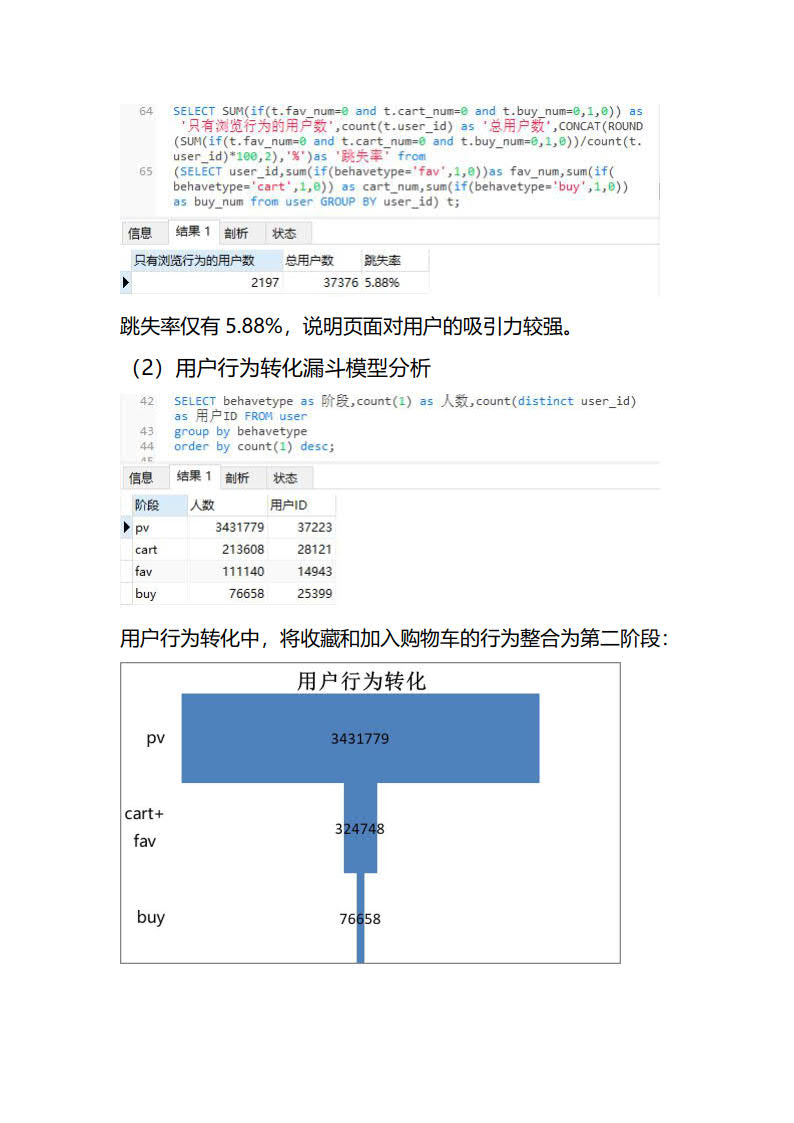 64 SELECT SUM(if(t.fav_num=0 and t.cart_num=0 and t.buy_num=0,1,0)) as
'只有浏览行为的用户数',count(t.user_id) as '总用户数',CONCAT(ROUND
(SUM(if(t.fav_num=0 and t.cart_num=0 and t.buy_num=0,1,0))/count(t.
user_id)*100,2),'%')as '跳失率' from
65 (SELECT user_id,sum(if(behavetype='fav',1,0))as fav_num,sum(if(
behavetype='cart',1,0)) as cart_num,sum(if(behavetype='buy',1,0))
as buy_num from user GROUP BY user_id) t;
信息 结果 1 剖析 状态
只有浏览行为的用户数 总用户数 跳失率
2197 37376 5.88%
跳失率仅有 5.88%，说明页面对用户的吸引力较强。
（2）用户行为转化漏斗模型分析
42 SELECT behavetype as 阶段,count(1) as 人数,count(distinct user_id)
as 用户ID FROM user
43 group by behavetype
44 order by count(1) desc;
45
信息 结果 1 剖析 状态
阶段 人数 用户ID
pv 3431779 37223
cart 213608 28121
fav 111140 14943
buy 76658 25399
用户行为转化中，将收藏和加入购物车的行为整合为第二阶段：
用户行为转化
pv 3431779
cart+
fav
324748
buy 76658